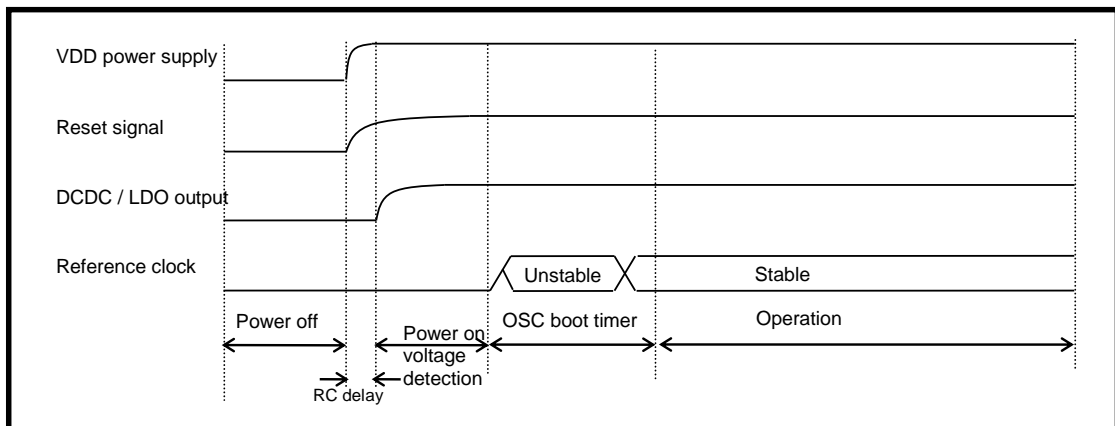 VDD power supply
Reset signal
DCDC / LDO output
Reference clock
Unstable
Stable
Power off
Power on
voltage
detection
OSC boot timer
Operation
RC delay